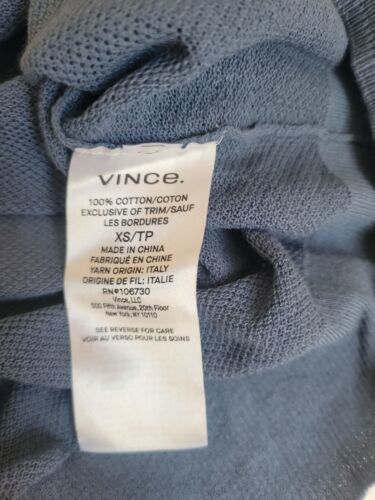 VINCE.
100% COTTON/COTON
EXCLUSIVE OF TRIM/SAUF
LES BORDURES
XS/TP
MADE IN CHINA
FABRIQUÉ EN CHINE
YARN ORIGIN: ITALY
ORIGINE DE FIL: ITALIE
RN#106730
Vince, LLC
500 Fifth Avenue, 20th Floor
New York, NY 10110
SEE REVERSE FOR CARE
VOIR AU VERSO POUR LES SOINS